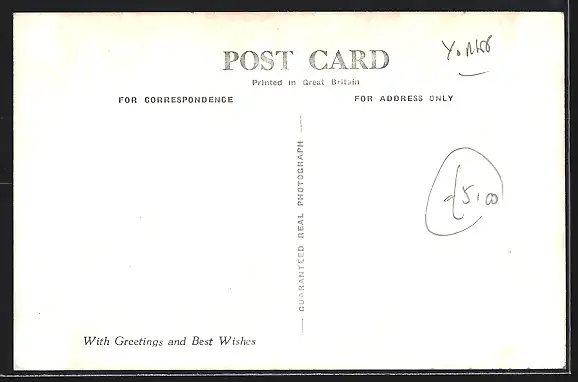 POST CARD
Yorks
Printed in Great Britain
FOR CORRESPONDENCE
FOR ADDRESS ONLY
GUARANTEED REAL PHOTOGRAPH
£5.00
With Greetings and Best Wishes